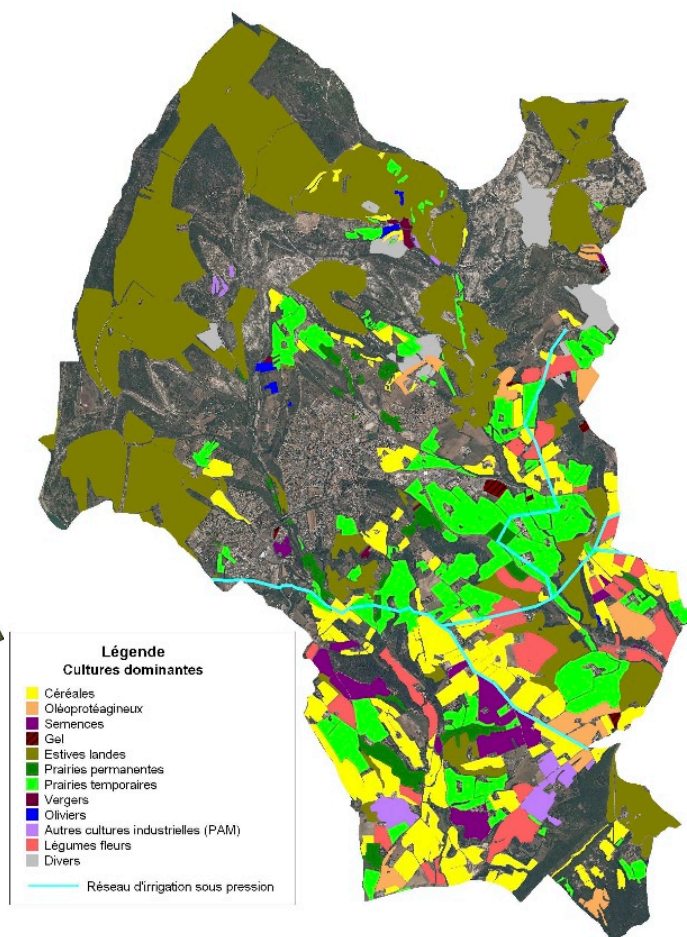 Légende
Cultures dominantes
Céréales
Oléoprotéagineux
Semences
Gel
Estives landes
Prairies permanentes
Prairies temporaires
Vergers
Oliviers
Autres cultures industrielles (PAM)
Légumes fleurs
Divers
Réseau d'irrigation sous pression